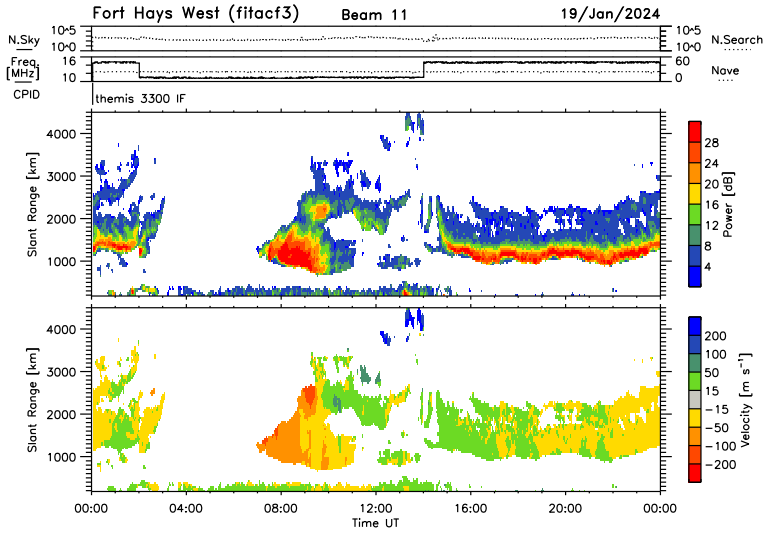 Fort Hays West (fitacf3) Beam 11 19/Jan/2024
N.Sky 10^5 10^0 10^5 10^0 N.Search
Freq. [MHz] 16 10 60 0 Nave
CPID themis 3300 IF
Slant Range [km] 4000 3000 2000 1000
28 24 20 16 12 8 4 Power [dB]
Slant Range [km] 4000 3000 2000 1000
200 100 50 15 -15 -50 -100 -200 Velocity [m s⁻¹]
00:00 04:00 08:00 12:00 16:00 20:00 00:00
Time UT